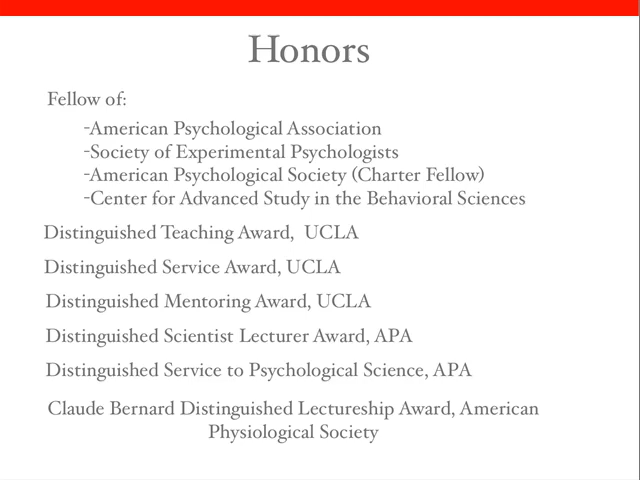 Honors
Fellow of:
-American Psychological Association
-Society of Experimental Psychologists
-American Psychological Society (Charter Fellow)
-Center for Advanced Study in the Behavioral Sciences
Distinguished Teaching Award,  UCLA
Distinguished Service Award, UCLA
Distinguished Mentoring Award, UCLA
Distinguished Scientist Lecturer Award, APA
Distinguished Service to Psychological Science, APA
Claude Bernard Distinguished Lectureship Award, American
Physiological Society